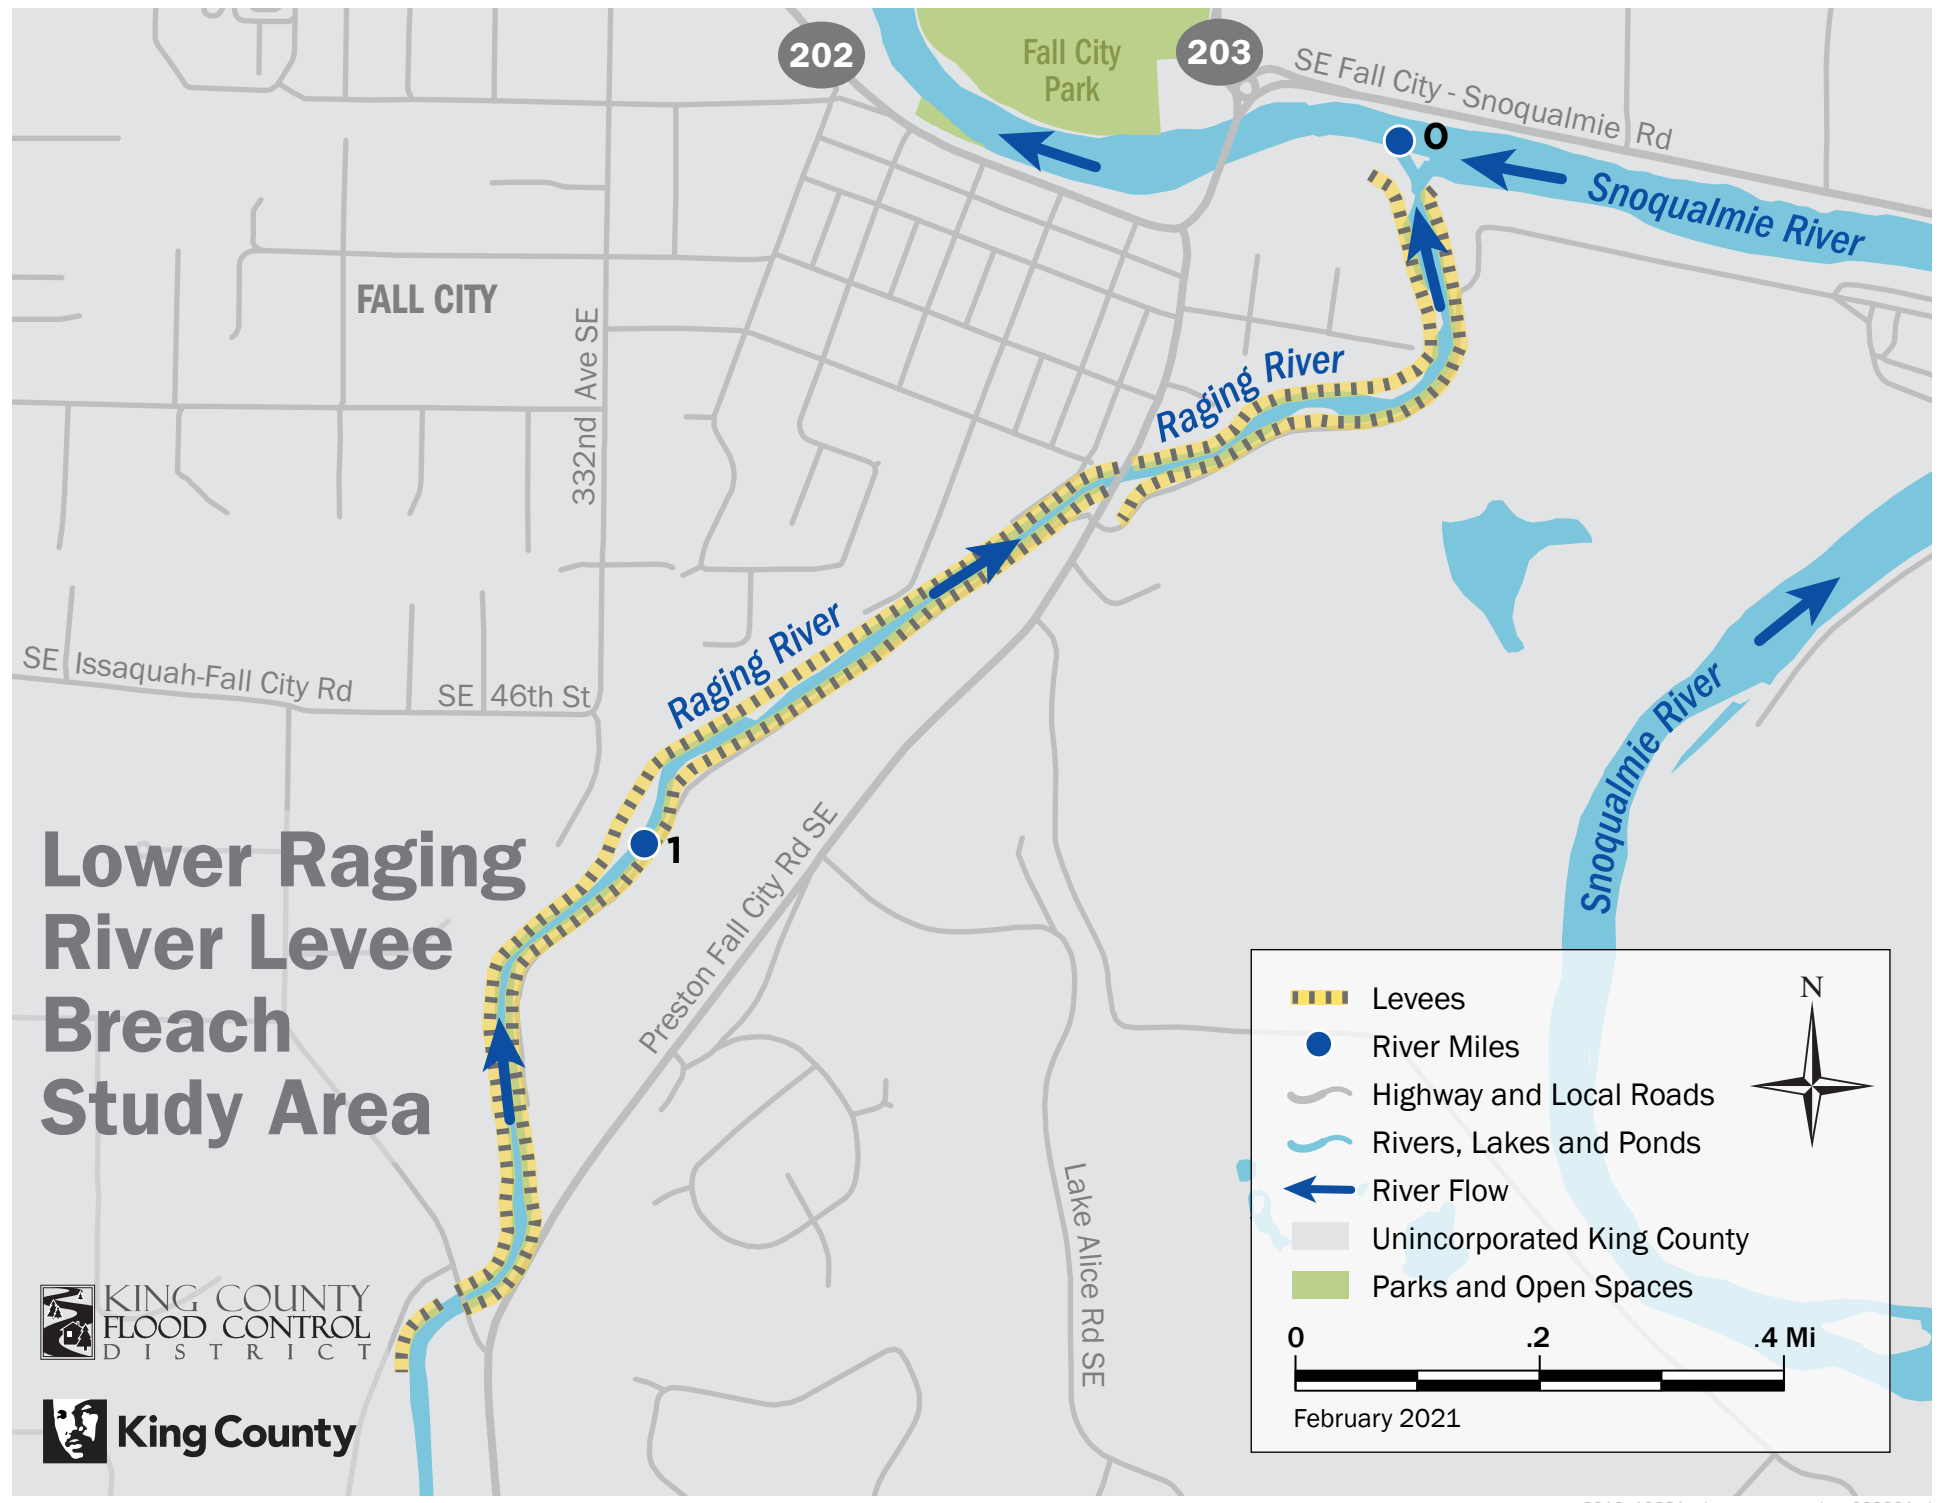 202
Fall City
Park
203
SE Fall City - Snoqualmie Rd
0
Snoqualmie River
FALL CITY
332nd Ave SE
Raging River
Raging River
SE Issaquah-Fall City Rd
SE 46th St
Snoqualmie River
1
Preston Fall City Rd SE
Lake Alice Rd SE
Lower Raging
River Levee
Breach
Study Area
KING COUNTY
FLOOD CONTROL
DISTRICT
King County
N
Levees
River Miles
Highway and Local Roads
Rivers, Lakes and Ponds
River Flow
Unincorporated King County
Parks and Open Spaces
0 .2 .4 Mi
February 2021